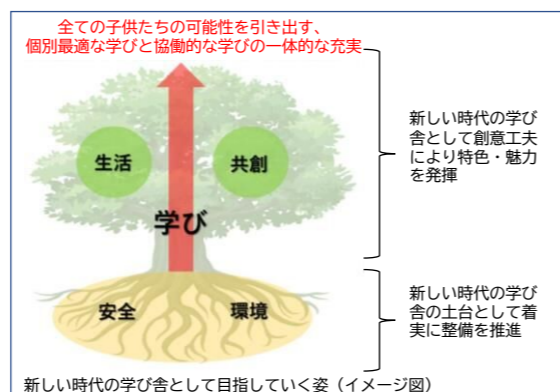 全ての子供たちの可能性を引き出す、
個別最適な学びと協働的な学びの一体的な充実
生活
共創
学び
新しい時代の学び
舎として創意工夫
により特色・魅力
を発揮
安全
環境
新しい時代の学び
舎の土台として着
実に整備を推進
新しい時代の学び舎として目指していく姿（イメージ図）